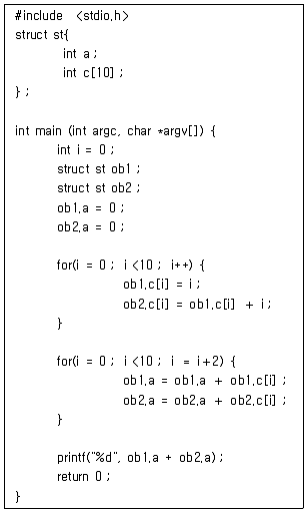 #include <stdio.h>
struct st{
int a ;
int c[10] ;
} ;
int main (int argc, char *argv[]) {
int i = 0 ;
struct st ob1 ;
struct st ob2 ;
ob1.a = 0 ;
ob2.a = 0 ;
for(i = 0 ; i <10 ; i++) {
ob1.c[i] = i ;
ob2.c[i] = ob1.c[i] + i ;
}
for(i = 0 ; i <10 ; i = i+2) {
ob1.a = ob1.a + ob1.c[i] ;
ob2.a = ob2.a + ob2.c[i] ;
}
printf("%d", ob1.a + ob2.a) ;
return 0 ;
}